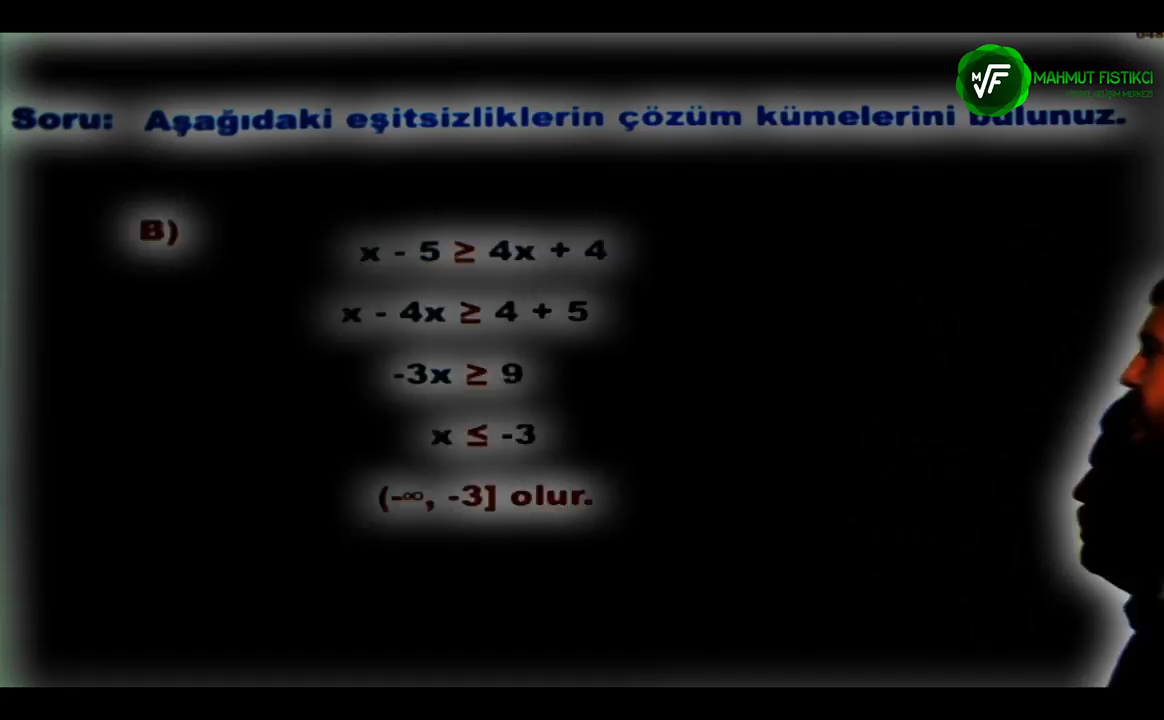 MAHMUT FISTIKCI
Soru: Aşağıdaki eşitsizliklerin çözüm kümelerini bulunuz.
B)
x - 5 ≥ 4x + 4
x - 4x ≥ 4 + 5
-3x ≥ 9
x ≤ -3
(-∞, -3] olur.